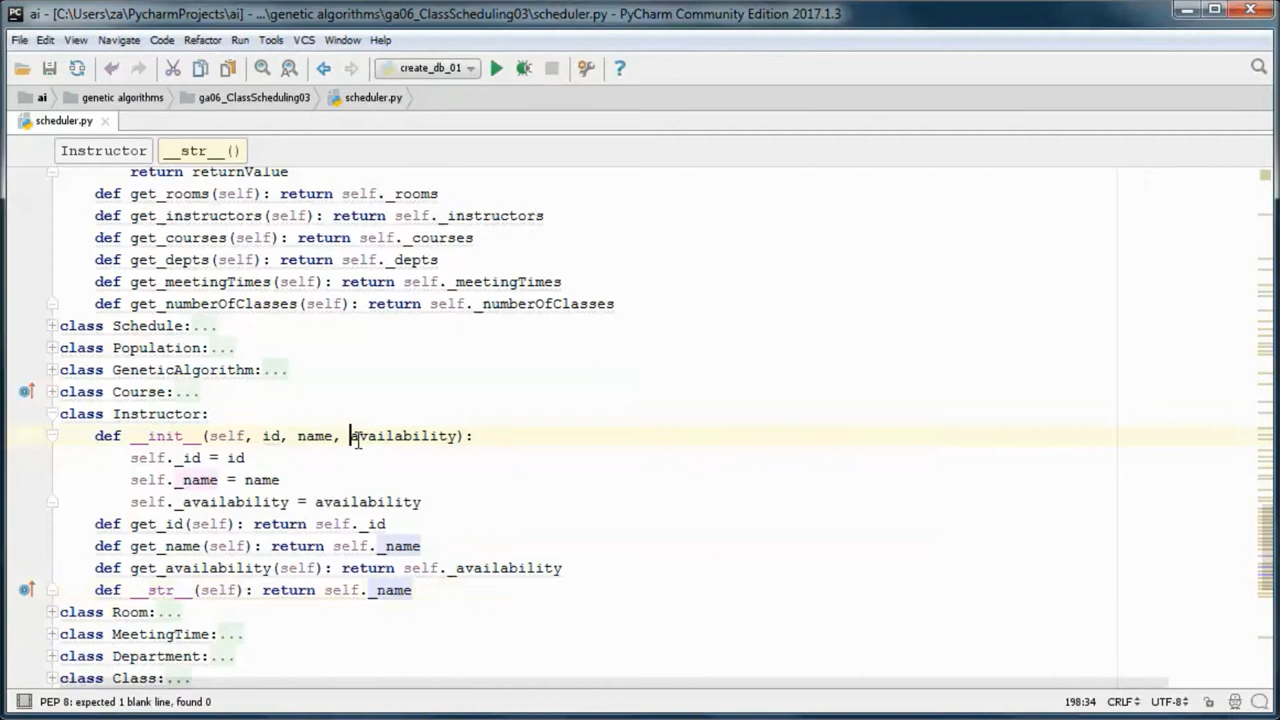 ai - [C:\Users\za\PycharmProjects\ai] - ...\genetic algorithms\ga06_ClassScheduling03\scheduler.py - PyCharm Community Edition 2017.1.3
File Edit View Navigate Code Refactor Run Tools VCS Window Help
create_db_01
ai genetic algorithms ga06_ClassScheduling03 scheduler.py
scheduler.py
Instructor __str__()
return returnValue
def get_rooms(self): return self._rooms
def get_instructors(self): return self._instructors
def get_courses(self): return self._courses
def get_depts(self): return self._depts
def get_meetingTimes(self): return self._meetingTimes
def get_numberOfClasses(self): return self._numberOfClasses
class Schedule:...
class Population:...
class GeneticAlgorithm:...
class Course:...
class Instructor:
def __init__(self, id, name, availability):
self._id = id
self._name = name
self._availability = availability
def get_id(self): return self._id
def get_name(self): return self._name
def get_availability(self): return self._availability
def __str__(self): return self._name
class Room:...
class MeetingTime:...
class Department:...
class Class:...
PEP 8: expected 1 blank line, found 0 198:34 CRLF UTF-8